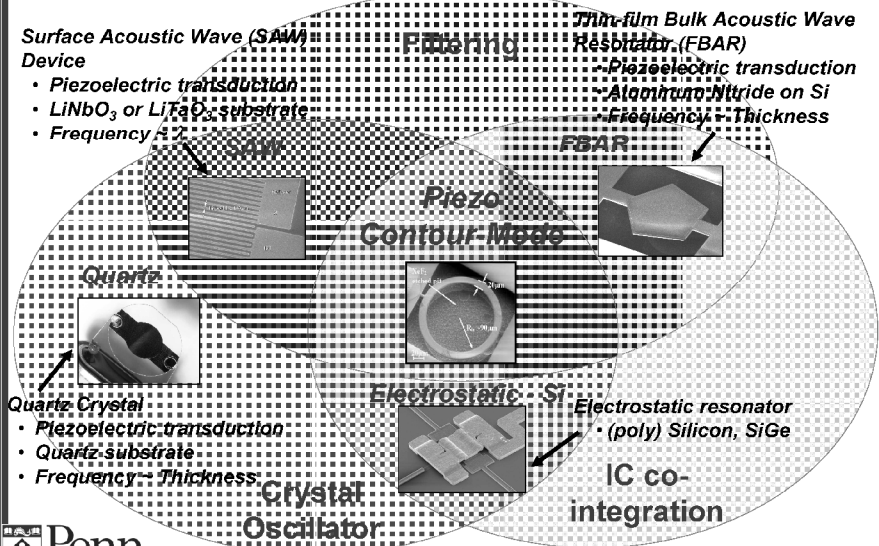 Surface Acoustic Wave (SAW)
Device
• Piezoelectric transduction
• LiNbO3 or LiTaO3 substrate
• Frequency ~
Filtering
Thin-film Bulk Acoustic Wave
Resonator (FBAR)
• Piezoelectric transduction
• Aluminum Nitride on Si
• Frequency ~ Thickness
SAW
FBAR
Piezo
Contour-Mode
Quartz
20μm
Quartz Crystal
• Piezoelectric transduction
• Quartz substrate
• Frequency ~ Thickness
Electrostatic Si
Electrostatic resonator
• (poly) Silicon, SiGe
Crystal
Oscillator
IC co-
integration
Penn